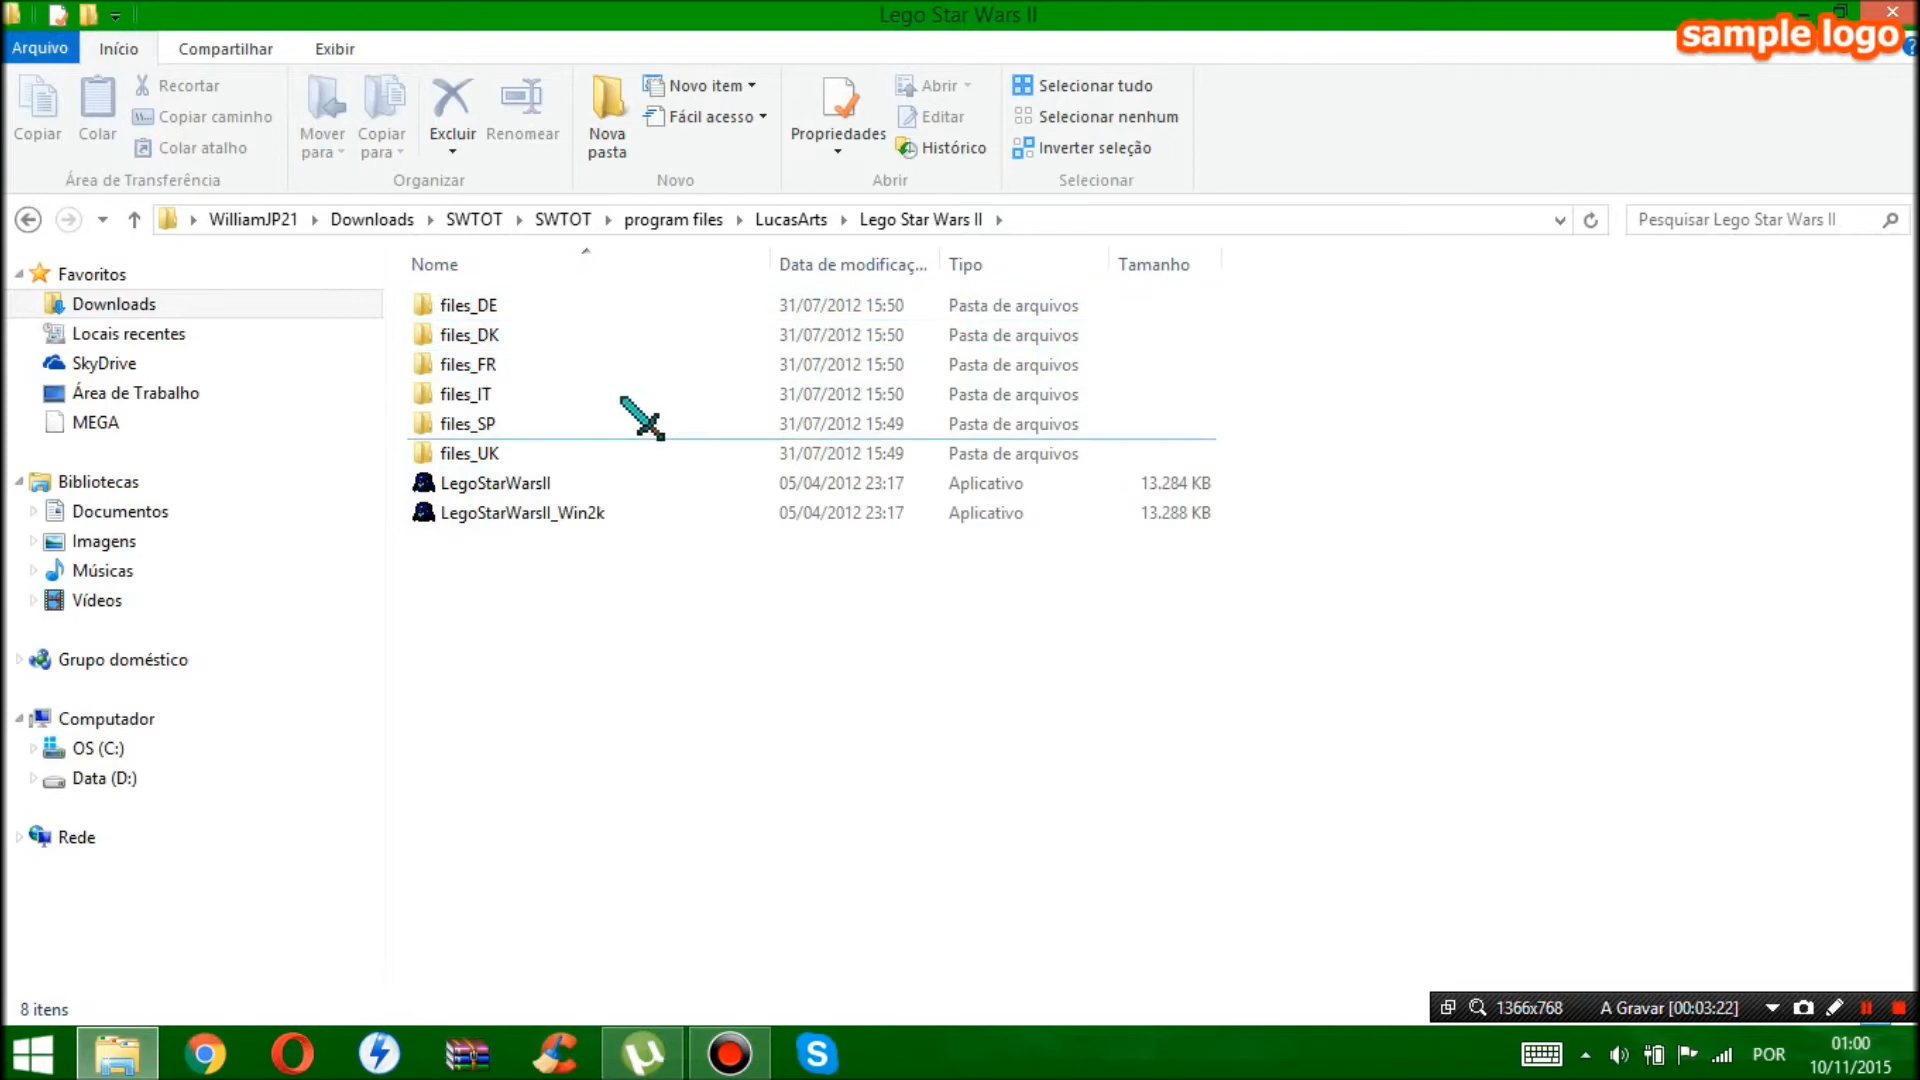 Lego Star Wars II
sample logo
Arquivo Início Compartilhar Exibir
Copiar
Colar
Recortar
Copiar caminho
Colar atalho
Área de Transferência
Mover para
Copiar para
Excluir
Renomear
Organizar
Nova pasta
Novo item
Fácil acesso
Novo
Propriedades
Abrir
Editar
Histórico
Abrir
Selecionar tudo
Selecionar nenhum
Inverter seleção
Selecionar
WilliamJP21 Downloads SWTOT SWTOT program files LucasArts Lego Star Wars II
Pesquisar Lego Star Wars II
Favoritos
Downloads
Locais recentes
SkyDrive
Área de Trabalho
MEGA
Bibliotecas
Documentos
Imagens
Músicas
Vídeos
Grupo doméstico
Computador
OS (C:)
Data (D:)
Rede
Nome Data de modificaç... Tipo Tamanho
files_DE 31/07/2012 15:50 Pasta de arquivos
files_DK 31/07/2012 15:50 Pasta de arquivos
files_FR 31/07/2012 15:50 Pasta de arquivos
files_IT 31/07/2012 15:50 Pasta de arquivos
files_SP 31/07/2012 15:49 Pasta de arquivos
files_UK 31/07/2012 15:49 Pasta de arquivos
LegoStarWarsII 05/04/2012 23:17 Aplicativo 13.284 KB
LegoStarWarsII_Win2k 05/04/2012 23:17 Aplicativo 13.288 KB
8 itens
1366x768 A Gravar [00:03:22]
POR
01:00
10/11/2015